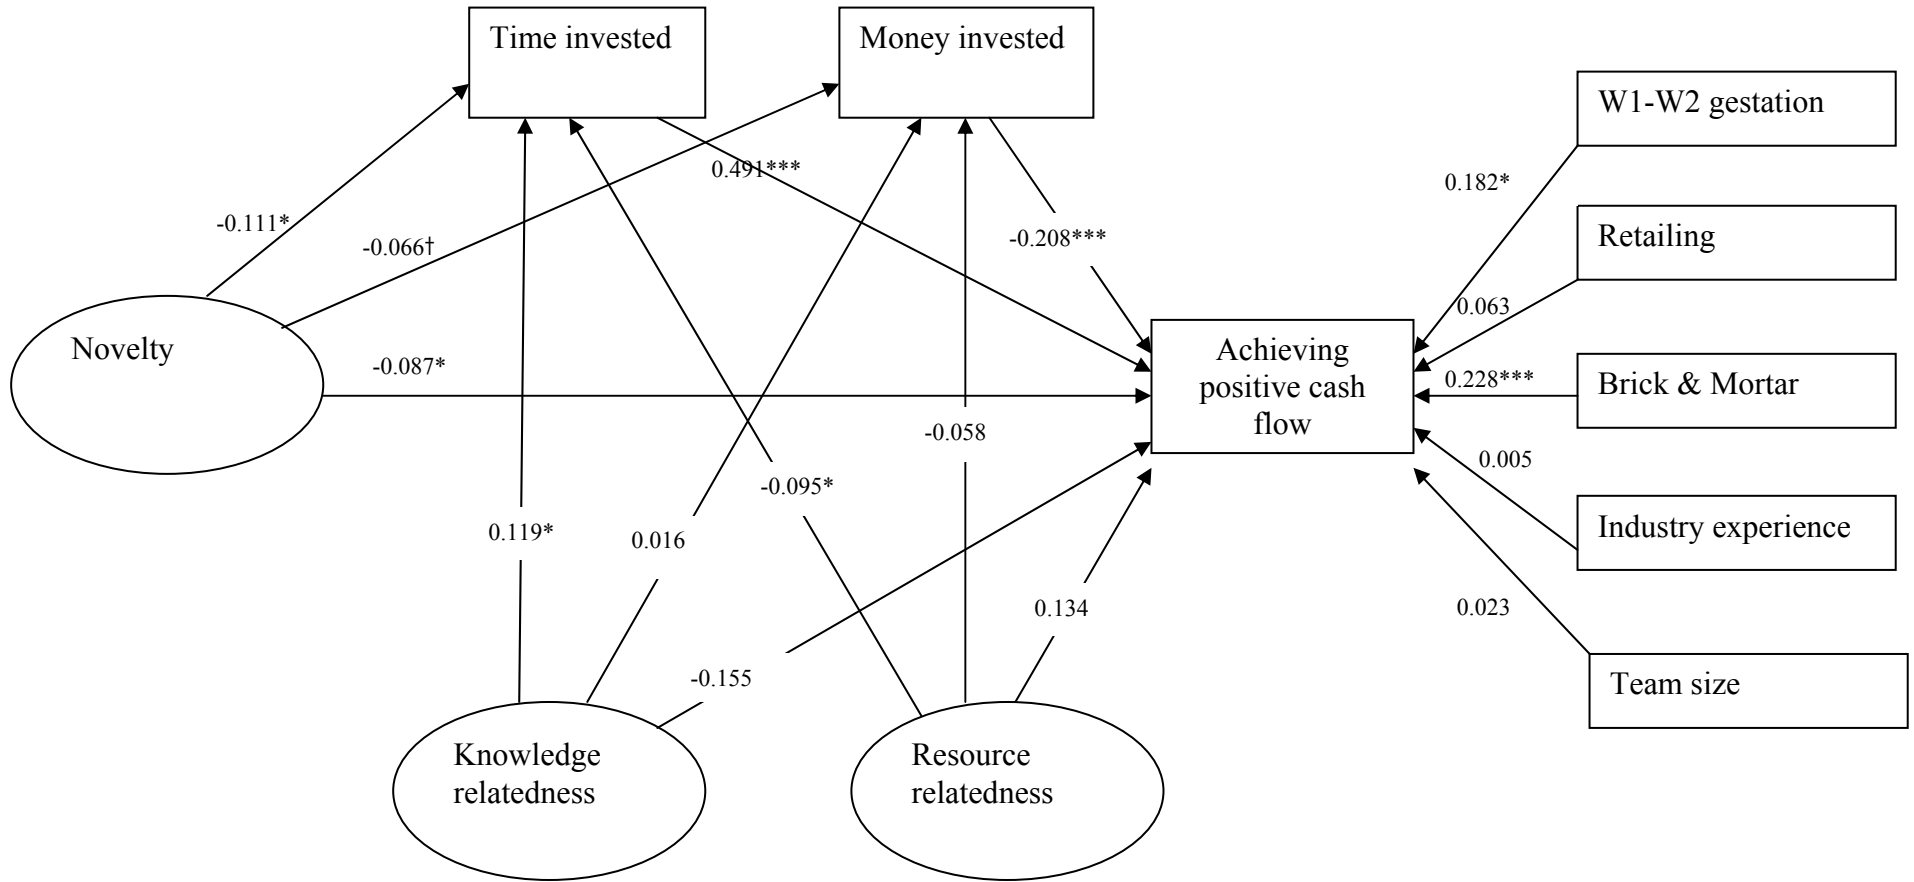 Time invested
Money invested
W1-W2 gestation
0.491***
0.182*
-0.111*
Retailing
-0.066†
-0.208***
0.063
Novelty
Achieving
positive cash
flow
-0.087*
0.228***
Brick & Mortar
-0.058
0.005
-0.095*
Industry experience
0.119*
0.016
0.134
0.023
-0.155
Team size
Knowledge
relatedness
Resource
relatedness